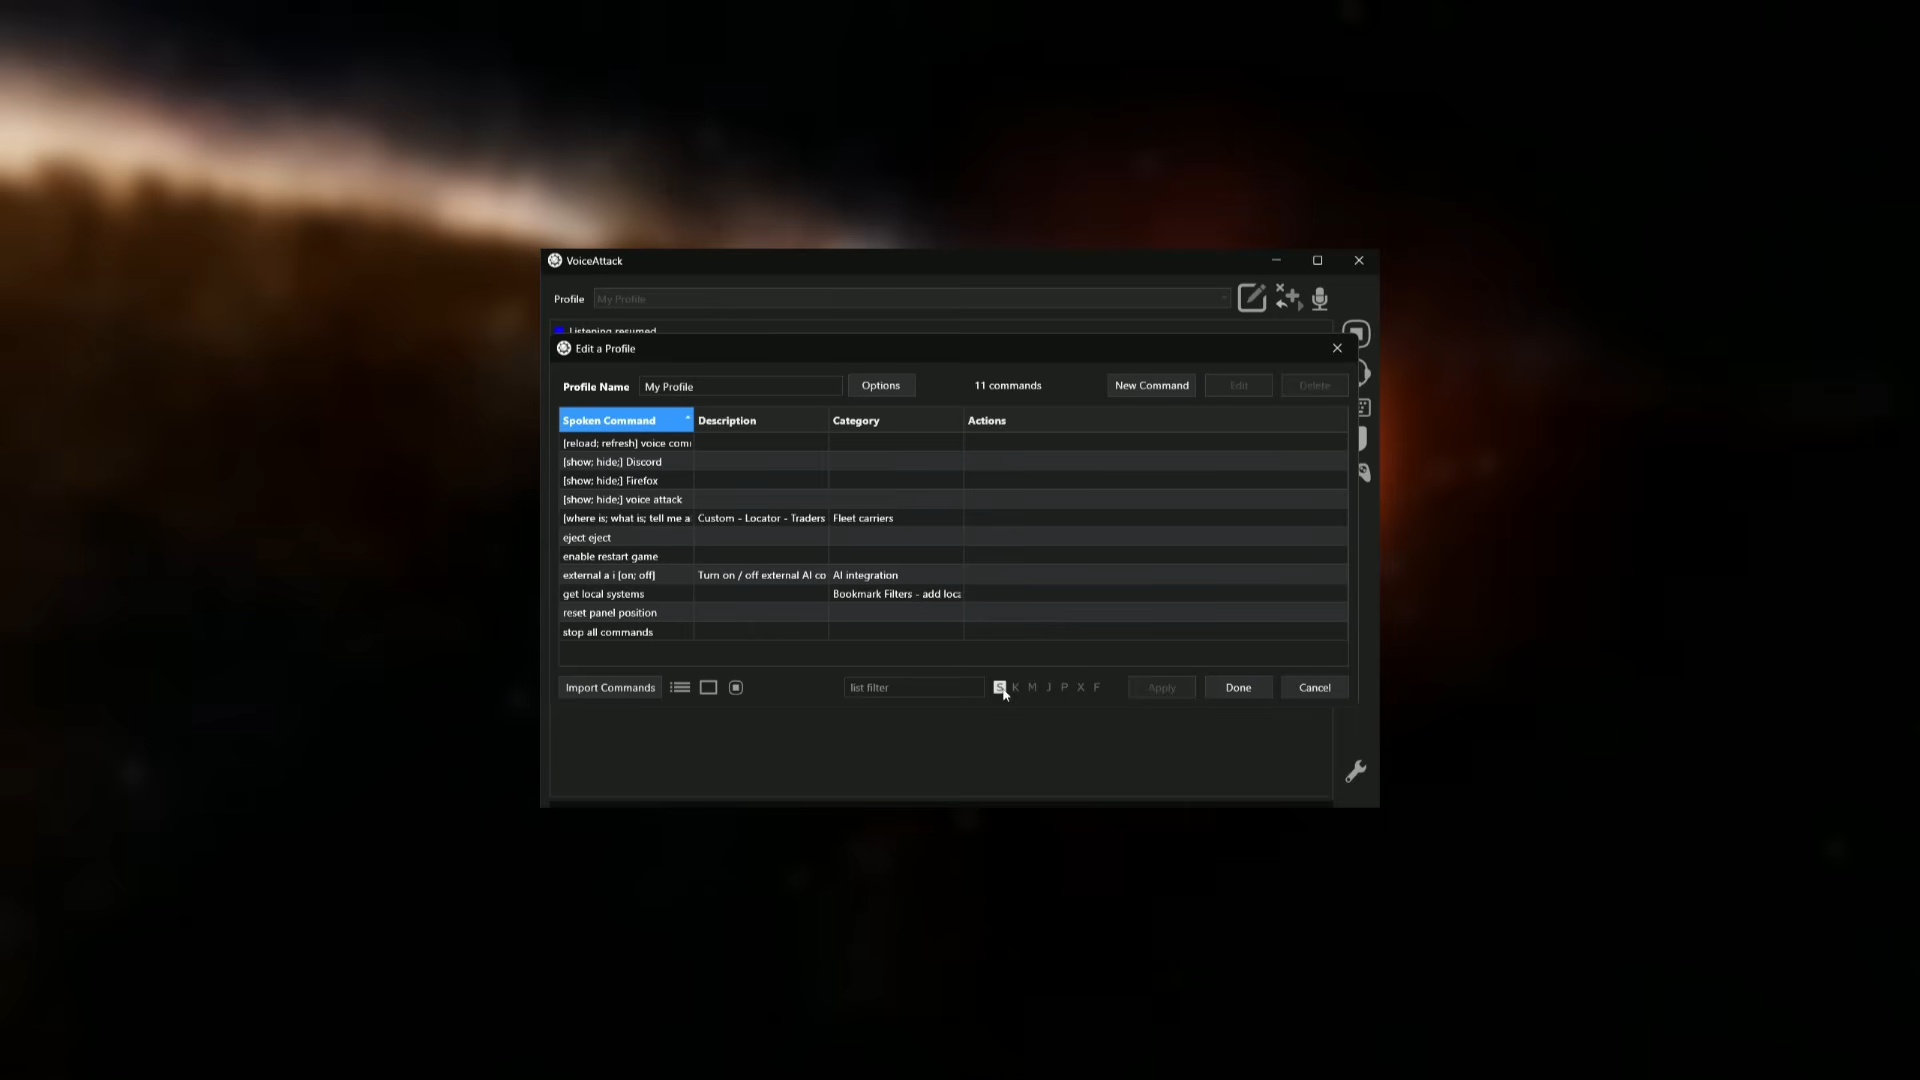 VoiceAttack
Profile My Profile
Listening resumed
Edit a Profile
Profile Name My Profile Options 11 commands New Command Edit Delete
Spoken Command Description Category Actions
[reload; refresh] voice com
[show; hide;] Discord
[show; hide;] Firefox
[show; hide;] voice attack
[where is; what is; tell me a Custom - Locator - Traders Fleet carriers
eject eject
enable restart game
external a i [on; off] Turn on / off external AI co AI integration
get local systems Bookmark Filters - add loca
reset panel position
stop all commands
Import Commands list filter S K M J P X F Apply Done Cancel